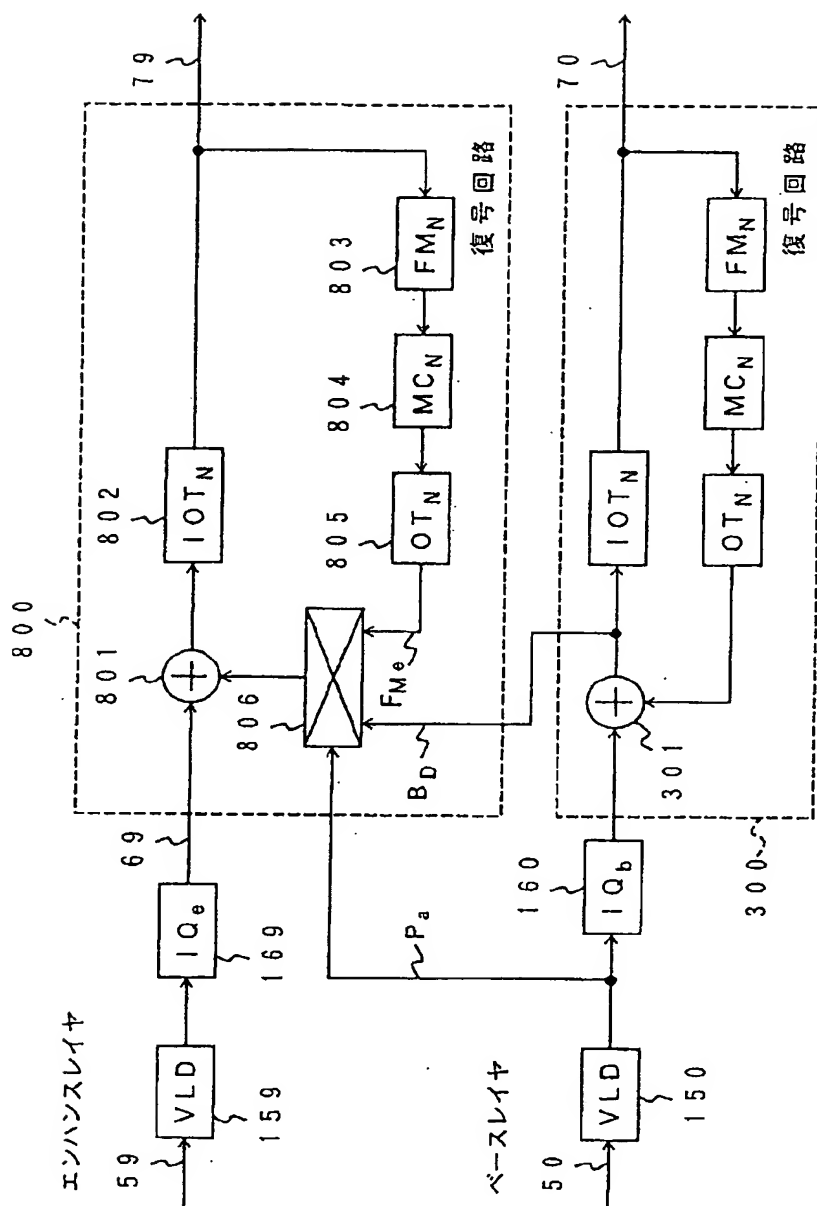 800
エンハンスレイヤ
59
VLD
159
IQe
169
69
801
+
802
IOTN
79
806
FMe
805
OTN
804
MCN
803
FMN
復号回路
BD
Pa
ベースレイヤ
50
VLD
150
160
IQb
300
301
+
IOTN
70
OTN
MCN
FMN
復号回路